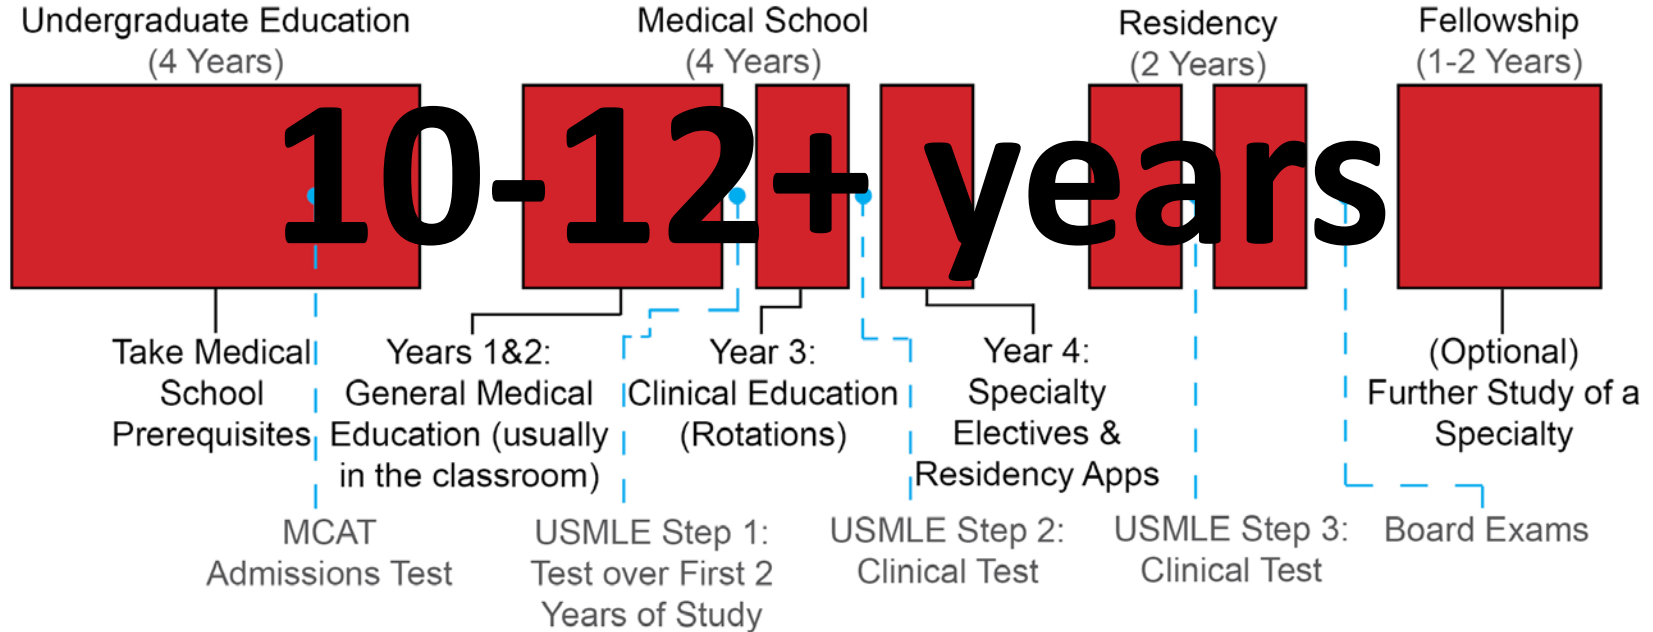 Undergraduate Education
(4 Years)
Medical School
(4 Years)
Residency
(2 Years)
Fellowship
(1-2 Years)
10-12+ years
Take Medical
School
Prerequisites
Years 1&2:
General Medical
Education (usually
in the classroom)
Year 3:
Clinical Education
(Rotations)
Year 4:
Specialty
Electives &
Residency Apps
(Optional)
Further Study of a
Specialty
MCAT
Admissions Test
USMLE Step 1:
Test over First 2
Years of Study
USMLE Step 2:
Clinical Test
USMLE Step 3:
Clinical Test
Board Exams